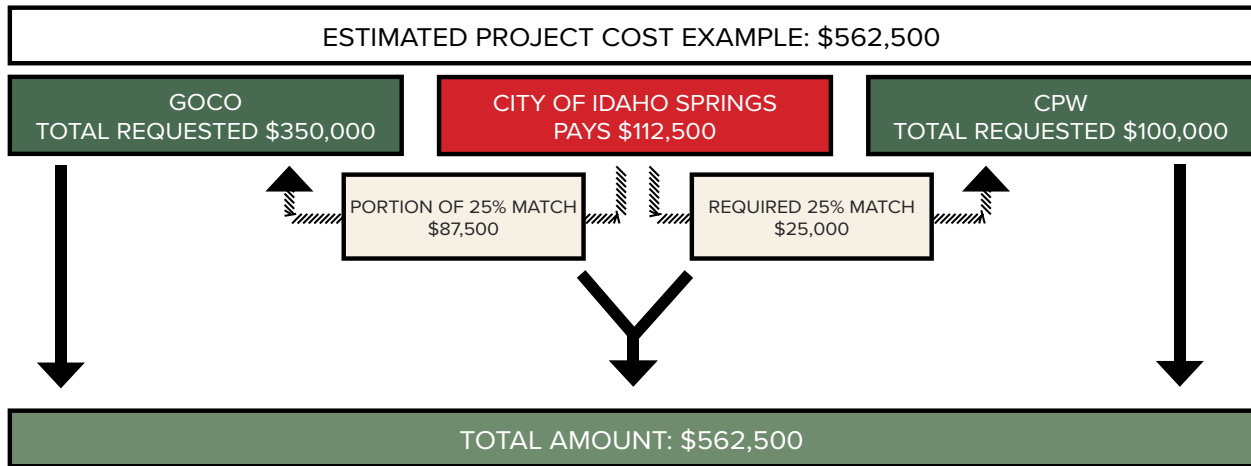 ESTIMATED PROJECT COST EXAMPLE: $562,500
GOCO
TOTAL REQUESTED $350,000
CITY OF IDAHO SPRINGS
PAYS $112,500
CPW
TOTAL REQUESTED $100,000
PORTION OF 25% MATCH
$87,500
REQUIRED 25% MATCH
$25,000
TOTAL AMOUNT: $562,500